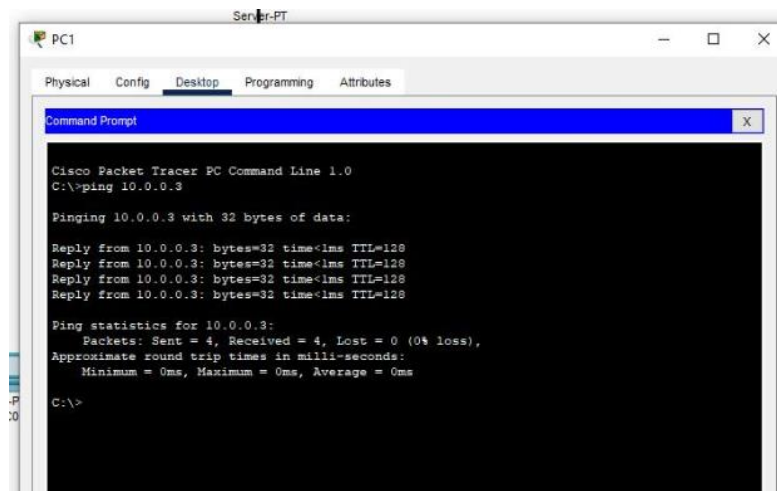 Server-PT
PC1
Physical Config Desktop Programming Attributes
Command Prompt
X
Cisco Packet Tracer PC Command Line 1.0
C:\>ping 10.0.0.3
Pinging 10.0.0.3 with 32 bytes of data:
Reply from 10.0.0.3: bytes=32 time<1ms TTL=128
Reply from 10.0.0.3: bytes=32 time<1ms TTL=128
Reply from 10.0.0.3: bytes=32 time<1ms TTL=128
Reply from 10.0.0.3: bytes=32 time<1ms TTL=128
Ping statistics for 10.0.0.3:
Packets: Sent = 4, Received = 4, Lost = 0 (0% loss),
Approximate round trip times in milli-seconds:
Minimum = 0ms, Maximum = 0ms, Average = 0ms
-P
C0
C:\>